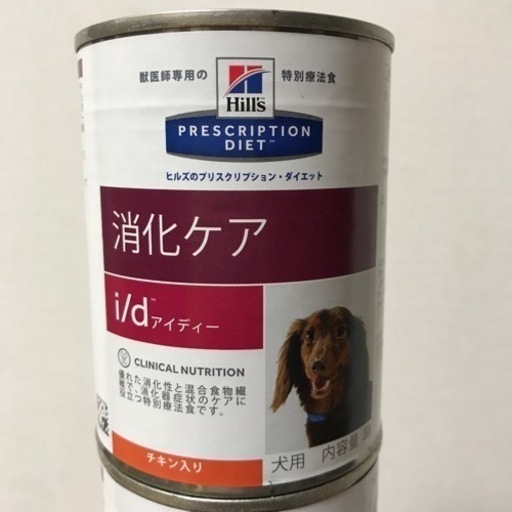 獣医師専用の 特別療法食
Hill's
PRESCRIPTION
DIET™
ヒルズのプリスクリプション・ダイエット
消化ケア
i/d™アイディー
CLINICAL NUTRITION
優れた消化性と混合食物繊
維で、消化器症状のケアに
役立つ特別療法食です。
チキン入り
犬用 内容量